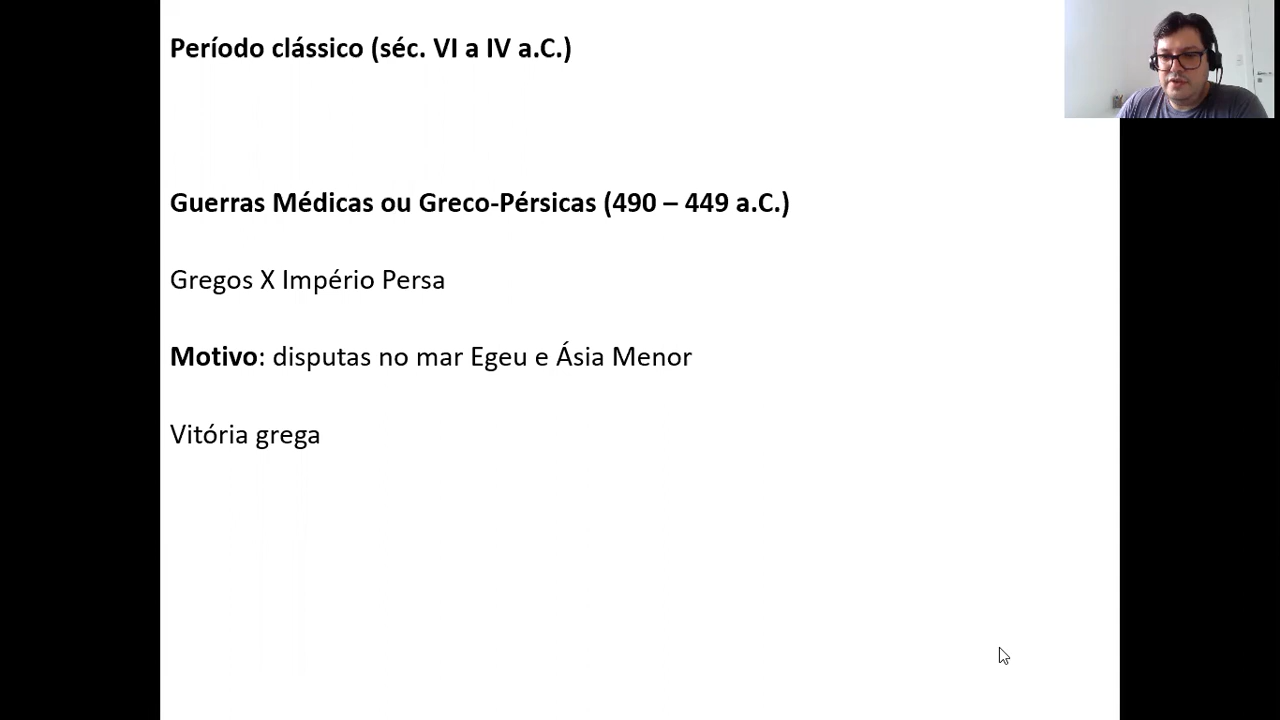 Período clássico (séc. VI a IV a.C.)
Guerras Médicas ou Greco-Pérsicas (490 – 449 a.C.)
Gregos X Império Persa
Motivo: disputas no mar Egeu e Ásia Menor
Vitória grega